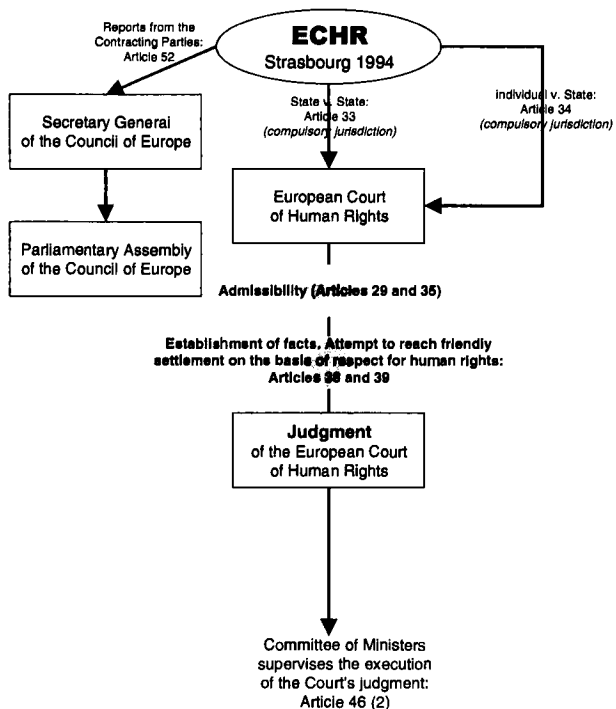 Reports from the
Contracting Parties:
Article 52
ECHR
Strasbourg 1994
State v. State:
Article 33
(compulsory jurisdiction)
individual v. State:
Article 34
(compulsory jurisdiction)
Secretary General
of the Council of Europe
European Court
of Human Rights
Parliamentary Assembly
of the Council of Europe
Admissibility (Articles 29 and 35)
Establishment of facts. Attempt to reach friendly
settlement on the basis of respect for human rights:
Articles 38 and 39
Judgment
of the European Court
of Human Rights
Committee of Ministers
supervises the execution
of the Court's judgment:
Article 46 (2)